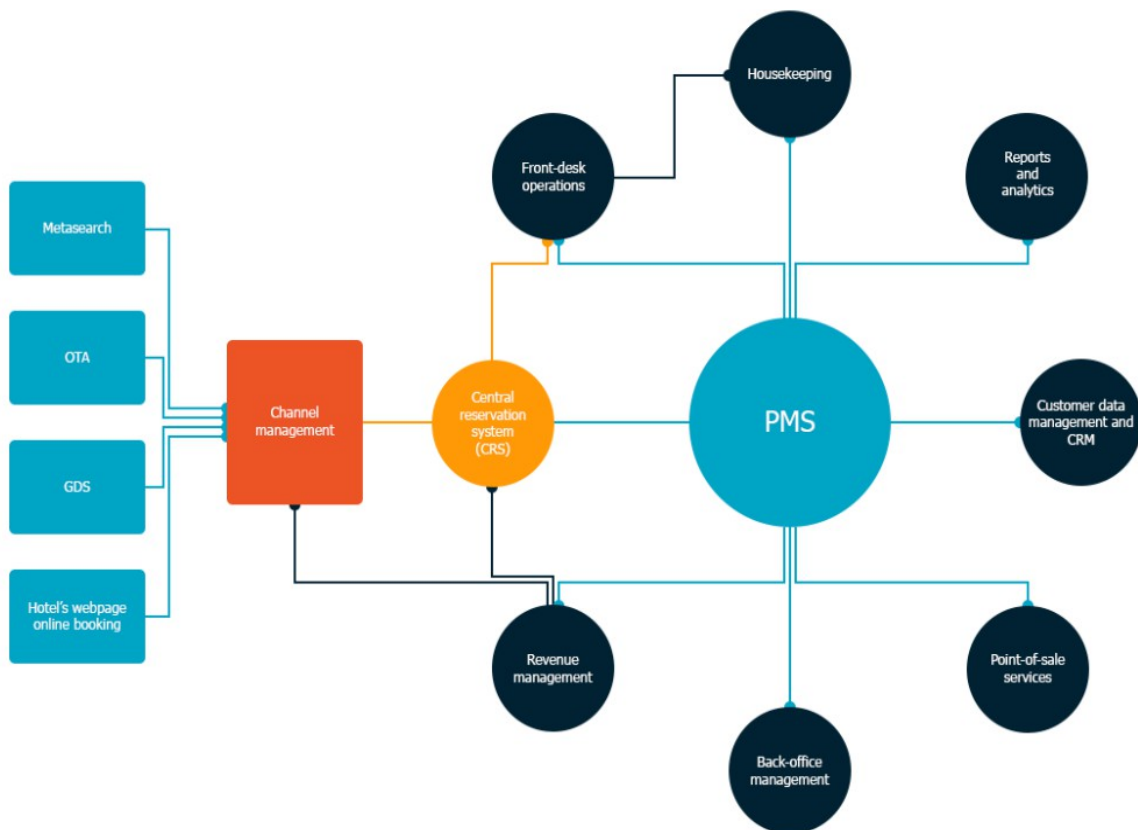 Housekeeping
Front-desk
operations
Reports
and
analytics
Metasearch
OTA
GDS
Hotel's webpage
online booking
Channel
management
Central
reservation
system
(CRS)
PMS
Customer data
management and
CRM
Revenue
management
Point-of-sale
services
Back-office
management